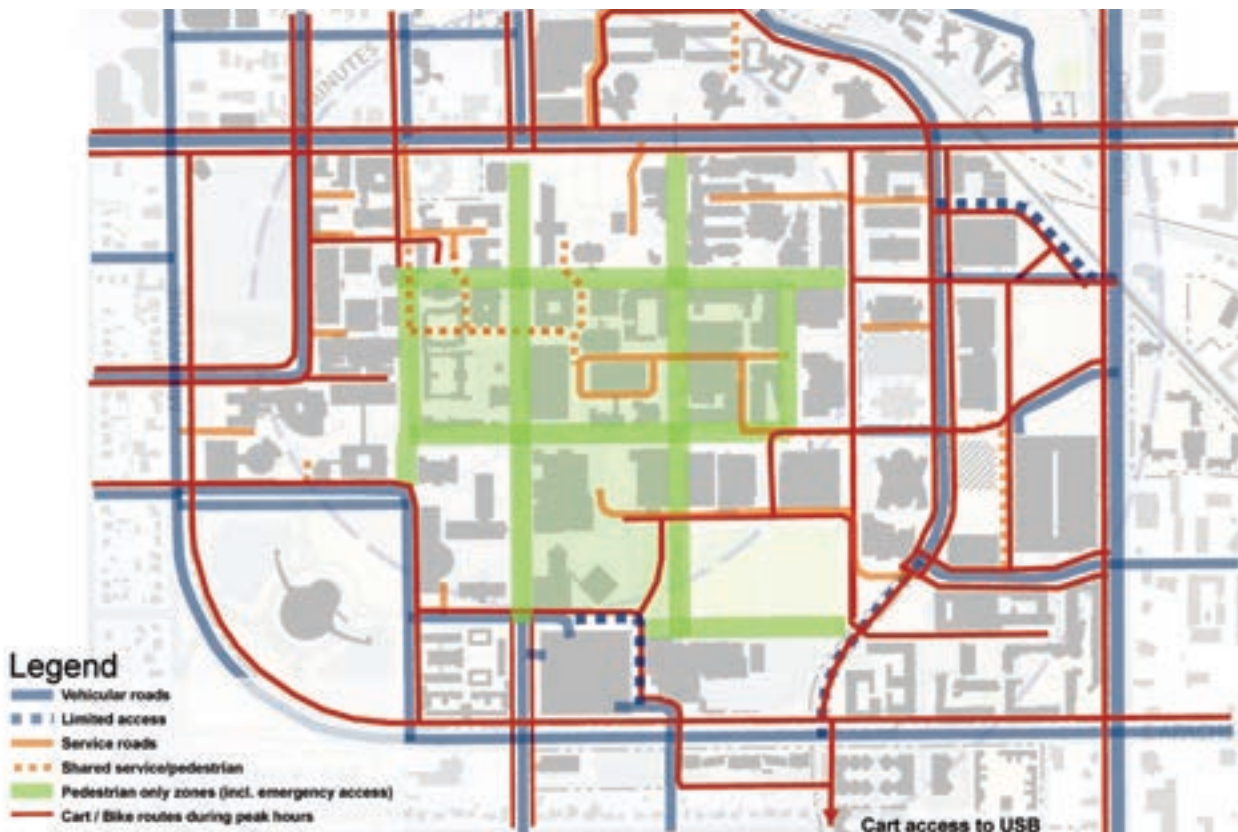 MINUTES
Legend
Vehicular roads
Limited access
Service roads
Shared service/pedestrian
Pedestrian only zones (incl. emergency access)
Cart / Bike routes during peak hours
Cart access to USB